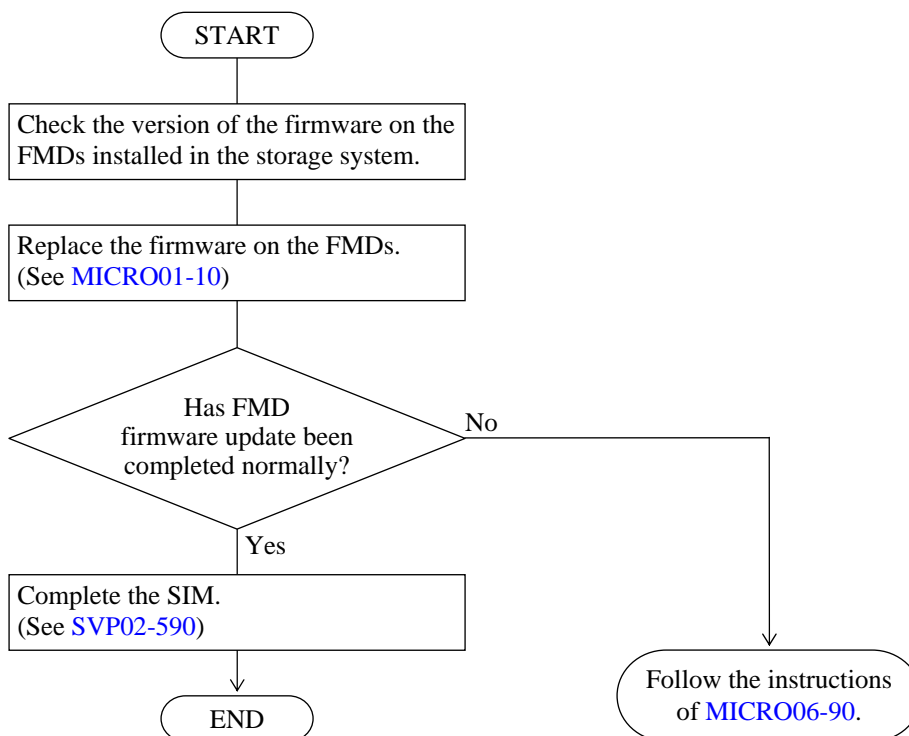 START
Check the version of the firmware on the
FMDs installed in the storage system.
Replace the firmware on the FMDs.
(See MICRO01-10)
Has FMD
firmware update been
completed normally?
No
Yes
Complete the SIM.
(See SVP02-590)
END
Follow the instructions
of MICRO06-90.